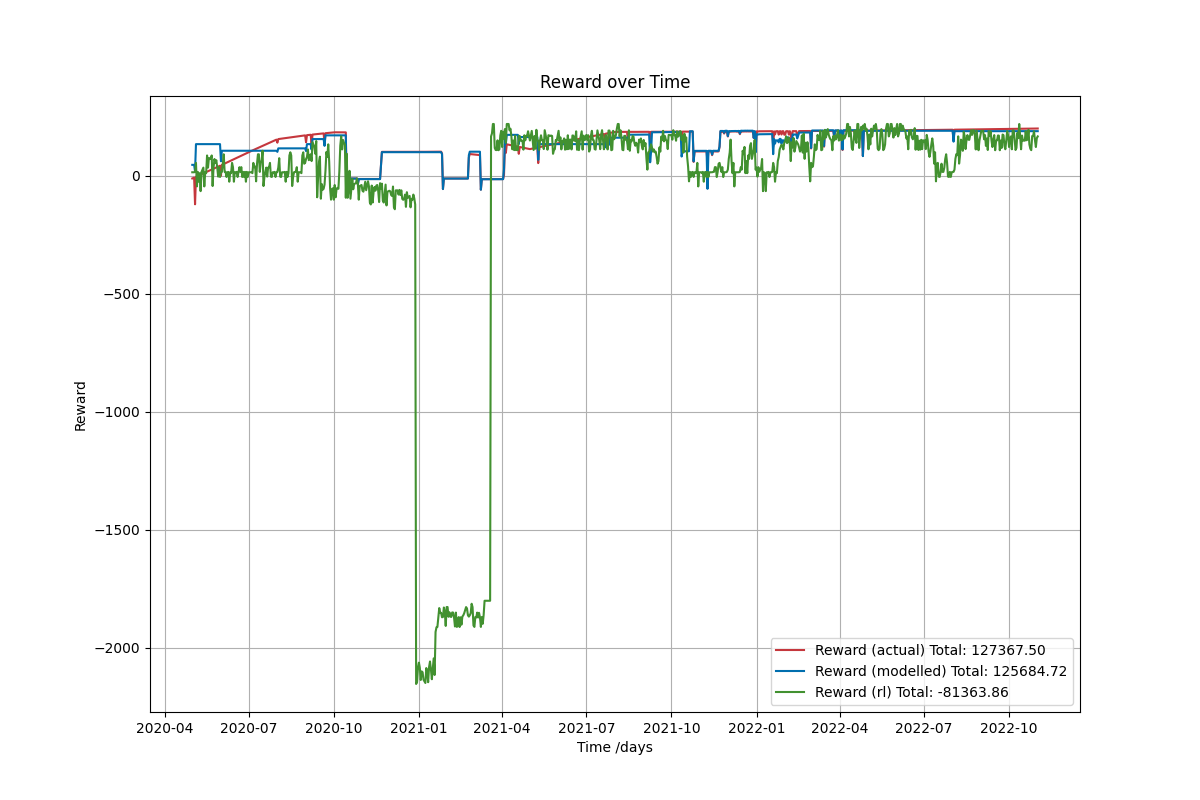 Reward over Time
Reward
0
−500
−1000
−1500
−2000
Reward (actual) Total: 127367.50
Reward (modelled) Total: 125684.72
Reward (rl) Total: -81363.86
2020-04 2020-07 2020-10 2021-01 2021-04 2021-07 2021-10 2022-01 2022-04 2022-07 2022-10
Time /days